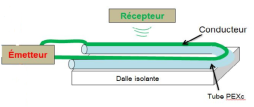 Récepteur
Conducteur
Émetteur
Dalle isolante
Tube PEXc